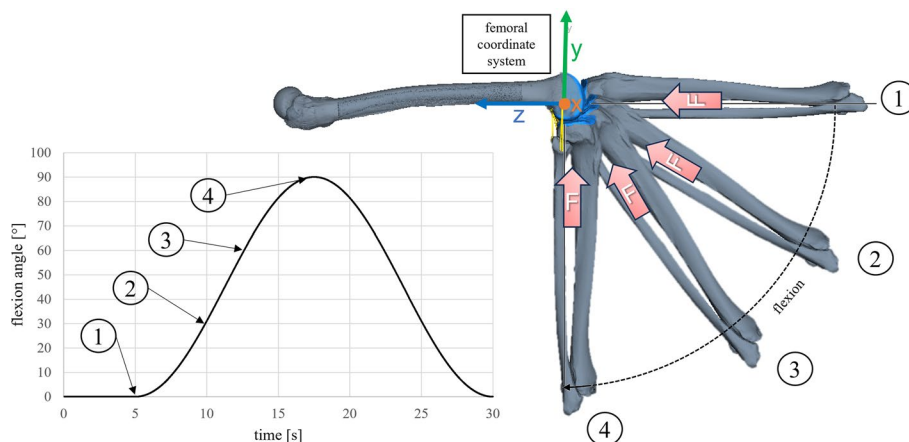 femoral
coordinate
system
y
x
z
F
1
F
2
F
3
F
4
flexion
flexion angle [°]
100
90
80
70
60
50
40
30
20
10
0
4
3
2
1
0 5 10 15 20 25 30
time [s]